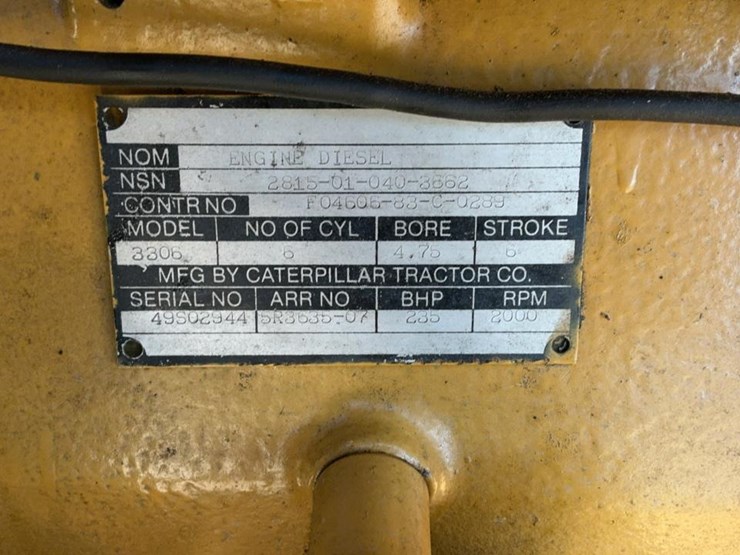 NOM ENGINE DIESEL
NSN 2815-01-040-3662
CONTR NO F04606-83-C-0289
MODEL NO OF CYL BORE STROKE
3306 6 4.75 6
MFG BY CATERPILLAR TRACTOR CO.
SERIAL NO ARR NO BHP RPM
49S02944 5R3635-07 235 2000